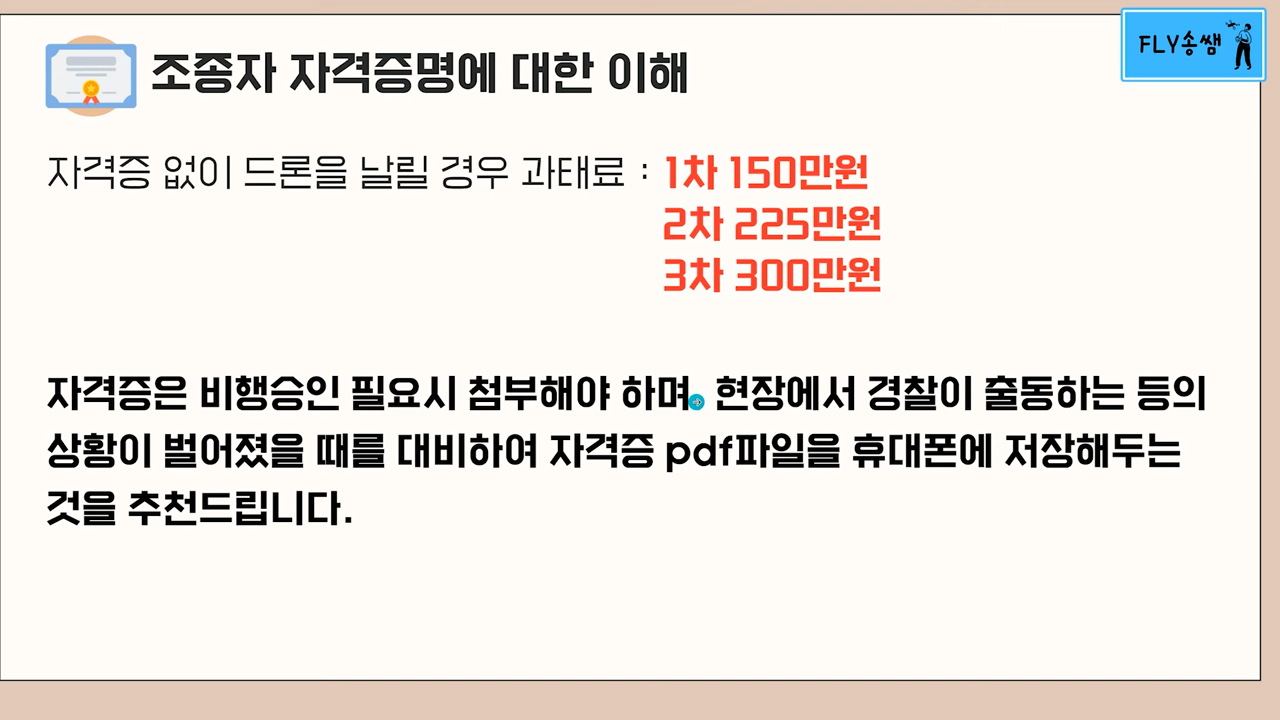 FLY송쌤
조종자 자격증명에 대한 이해
자격증 없이 드론을 날릴 경우 과태료 : 1차 150만원
2차 225만원
3차 300만원
자격증은 비행승인 필요시 첨부해야 하며, 현장에서 경찰이 출동하는 등의
상황이 벌어졌을 때를 대비하여 자격증 pdf파일을 휴대폰에 저장해두는
것을 추천드립니다.